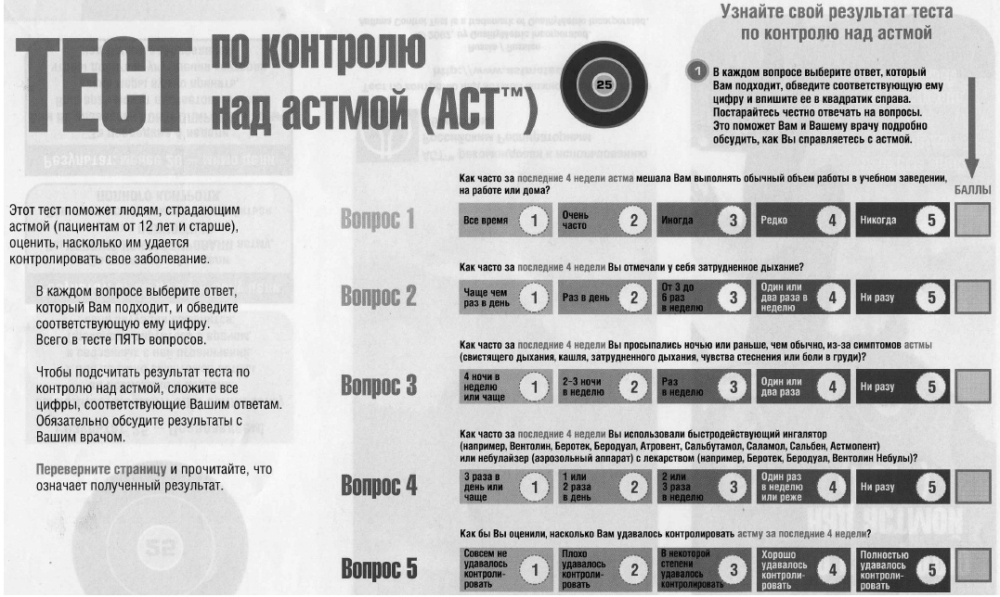 ТЕСТ по контролю
над астмой (АСТ™)
25
Узнайте свой результат теста
по контролю над астмой
1 В каждом вопросе выберите ответ, который
Вам подходит, обведите соответствующую ему
цифру и впишите ее в квадратик справа.
Постарайтесь честно отвечать на вопросы.
Это поможет Вам и Вашему врачу подробно
обсудить, как Вы справляетесь с астмой.
БАЛЛЫ
Этот тест поможет людям, страдающим
астмой (пациентам от 12 лет и старше),
оценить, насколько им удается
контролировать свое заболевание.
В каждом вопросе выберите ответ,
который Вам подходит, и обведите
соответствующую ему цифру.
Всего в тесте ПЯТЬ вопросов.
Чтобы подсчитать результат теста по
контролю над астмой, сложите все
цифры, соответствующие Вашим ответам.
Обязательно обсудите результаты с
Вашим врачом.
Переверните страницу и прочитайте, что
означает полученный результат.
Как часто за последние 4 недели астма мешала Вам выполнять обычный объем работы в учебном заведении,
на работе или дома?
Вопрос 1
Все время 1
Очень
часто 2
Иногда 3
Редко 4
Никогда 5
Как часто за последние 4 недели Вы отмечали у себя затрудненное дыхание?
Вопрос 2
Чаще чем
раз в день 1
Раз в день 2
От 3 до
6 раз
в неделю 3
Один или
два раза в
неделю 4
Ни разу 5
Как часто за последние 4 недели Вы просыпались ночью или раньше, чем обычно, из-за симптомов астмы
(свистящего дыхания, кашля, затрудненного дыхания, чувства стеснения или боли в груди)?
Вопрос 3
4 ночи в
неделю
или чаще 1
2–3 ночи
в неделю 2
Раз
в неделю 3
Один или
два раза 4
Ни разу 5
Как часто за последние 4 недели Вы использовали быстродействующий ингалятор
(например, Вентолин, Беротек, Беродуал, Атровент, Сальбутамол, Саламол, Сальбен, Астмопент)
или небулайзер (аэрозольный аппарат) с лекарством (например, Беротек, Беродуал, Вентолин Небулы)?
Вопрос 4
3 раза в
день или
чаще 1
1 или
2 раза
в день 2
2 или
3 раза
в неделю 3
Один раз
в неделю
или реже 4
Ни разу 5
Как бы Вы оценили, насколько Вам удавалось контролировать астму за последние 4 недели?
Вопрос 5
Совсем не
удавалось
контроли-
ровать 1
Плохо
удавалось
контроли-
ровать 2
В некоторой
степени
удавалось
контролировать 3
Хорошо
удавалось
контроли-
ровать 4
Полностью
удавалось
контроли-
ровать 5